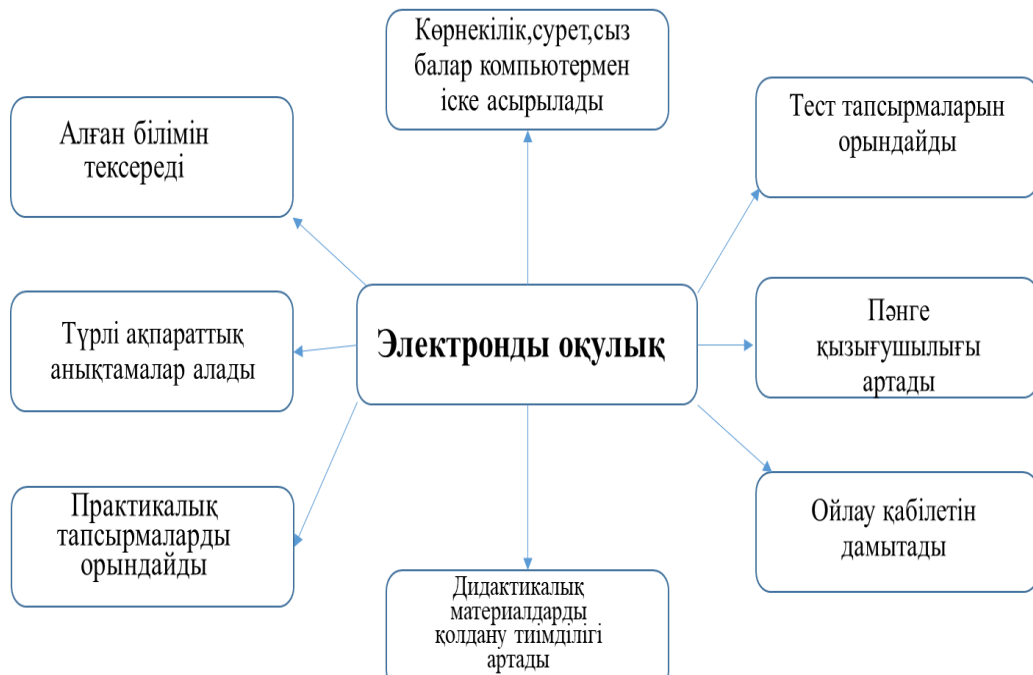 Көрнекілік,сурет,сыз
балар компьютермен
іске асырылады
Алған білімін
тексереді
Тест тапсырмаларын
орындайды
Түрлі ақпараттық
анықтамалар алады
Электронды оқулық
Пәнге
қызығушылығы
артады
Практикалық
тапсырмаларды
орындайды
Ойлау қабілетін
дамытады
Дидактикалық
материалдарды
қолдану тиімділігі
артады